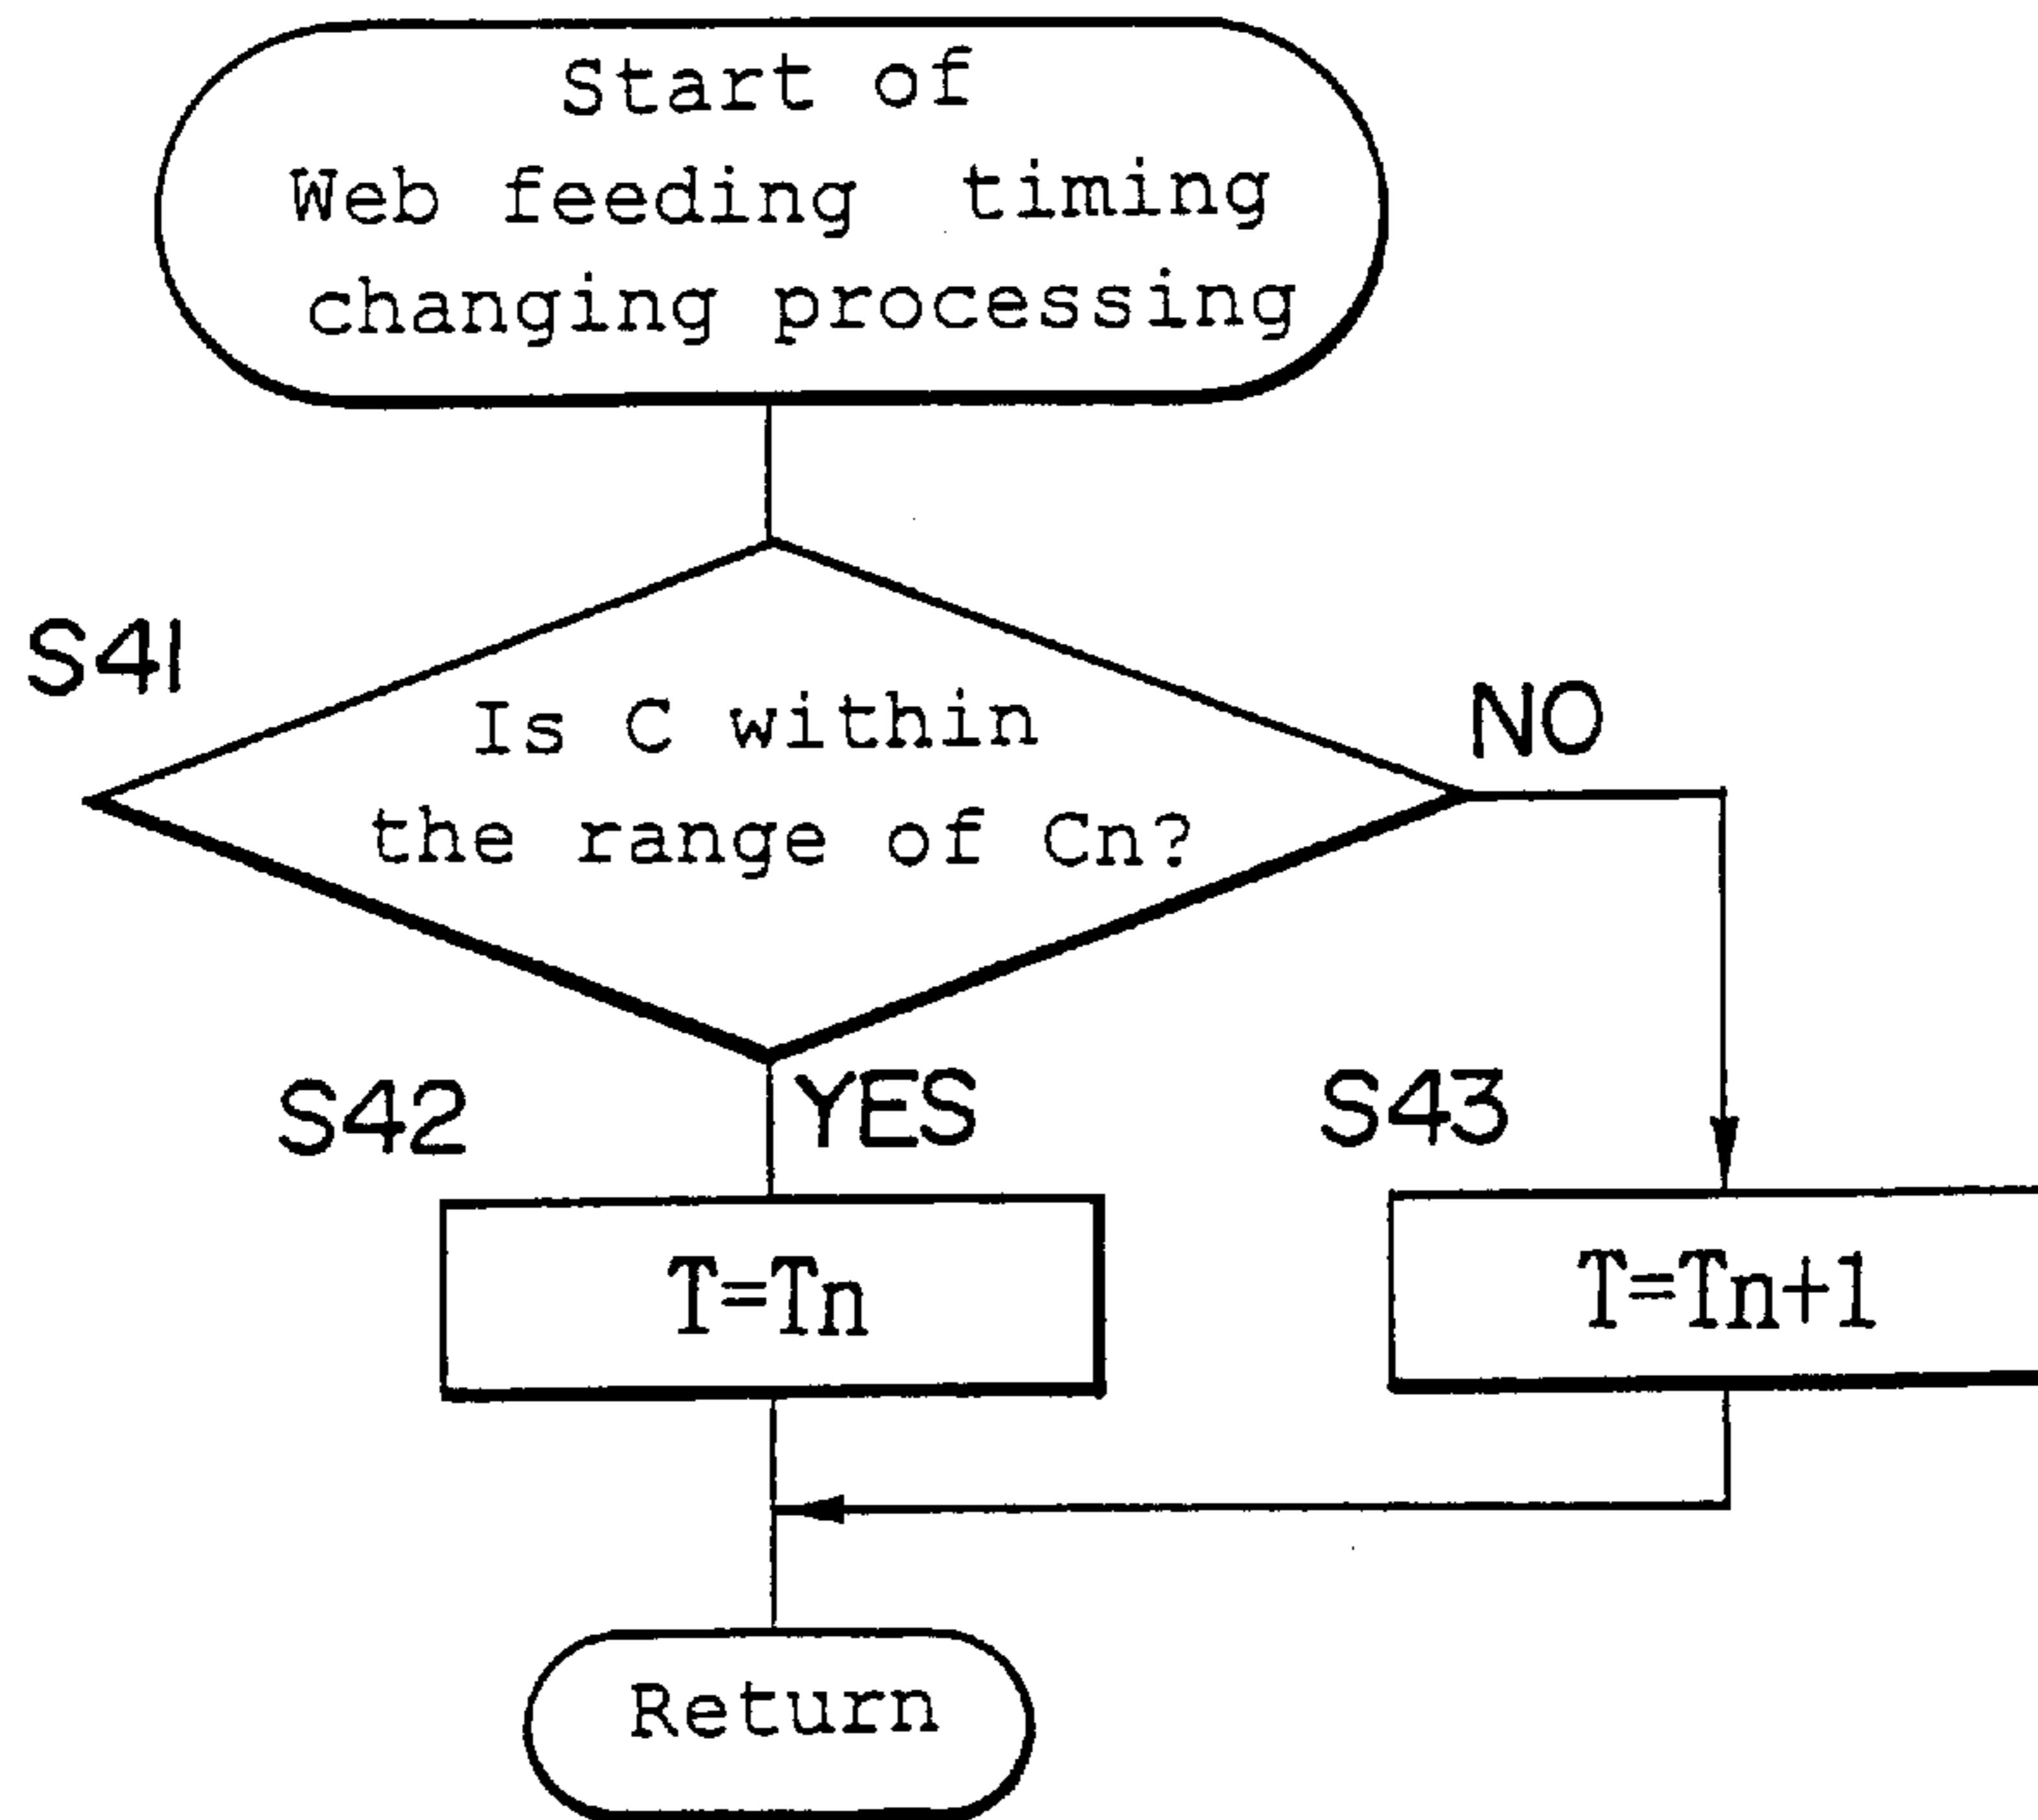 Start of
Web feeding timing
changing processing
S41
Is C within
the range of Cn?
NO
S42
YES
S43
T=Tn
T=Tn+1
Return